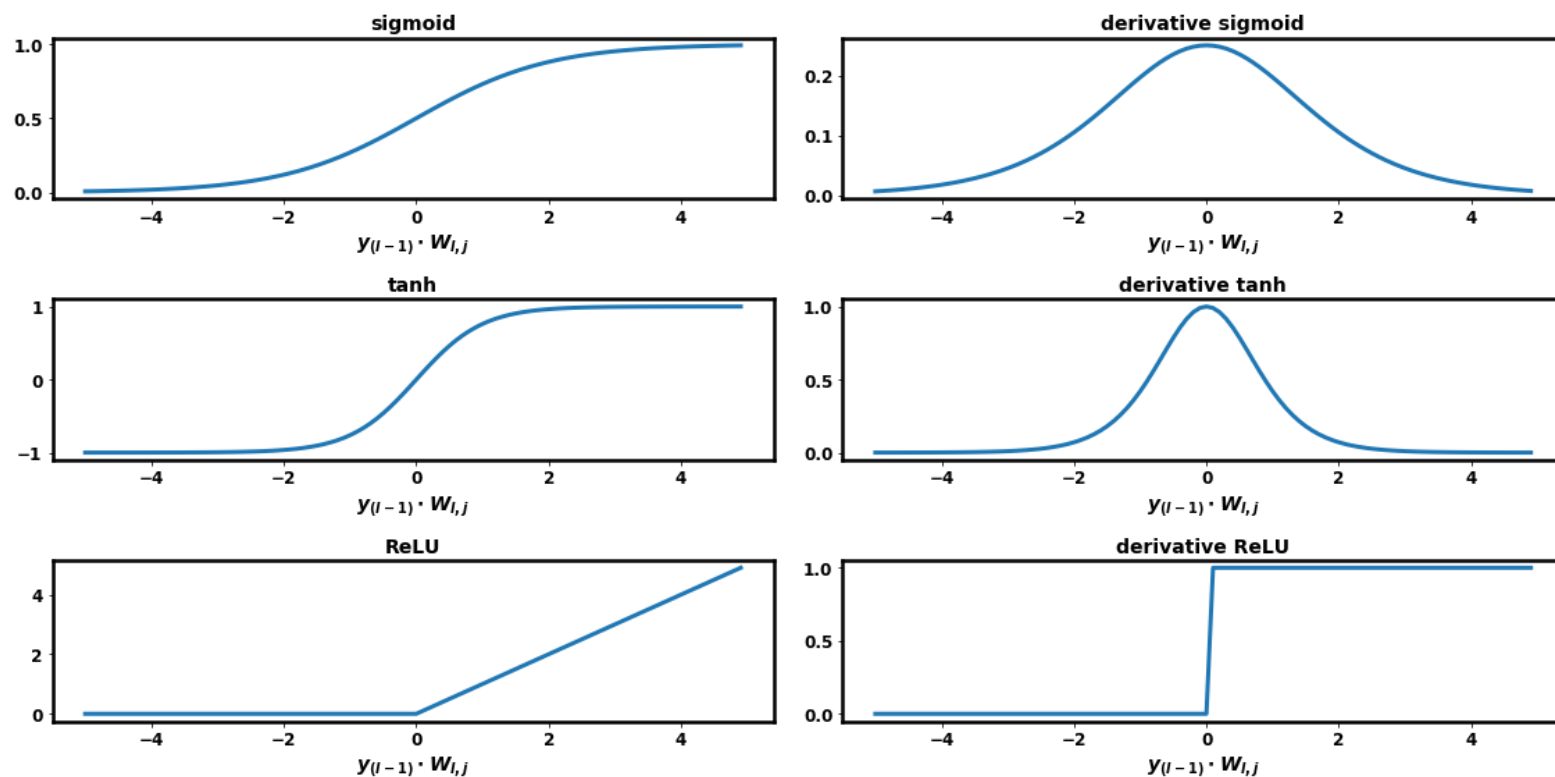 sigmoid
1.0
0.5
0.0
−4 −2 0 2 4
y(l − 1) · Wl, j
derivative sigmoid
0.2
0.1
0.0
−4 −2 0 2 4
y(l − 1) · Wl, j
tanh
1
0
−1
−4 −2 0 2 4
y(l − 1) · Wl, j
derivative tanh
1.0
0.5
0.0
−4 −2 0 2 4
y(l − 1) · Wl, j
ReLU
4
2
0
−4 −2 0 2 4
y(l − 1) · Wl, j
derivative ReLU
1.0
0.5
0.0
−4 −2 0 2 4
y(l − 1) · Wl, j